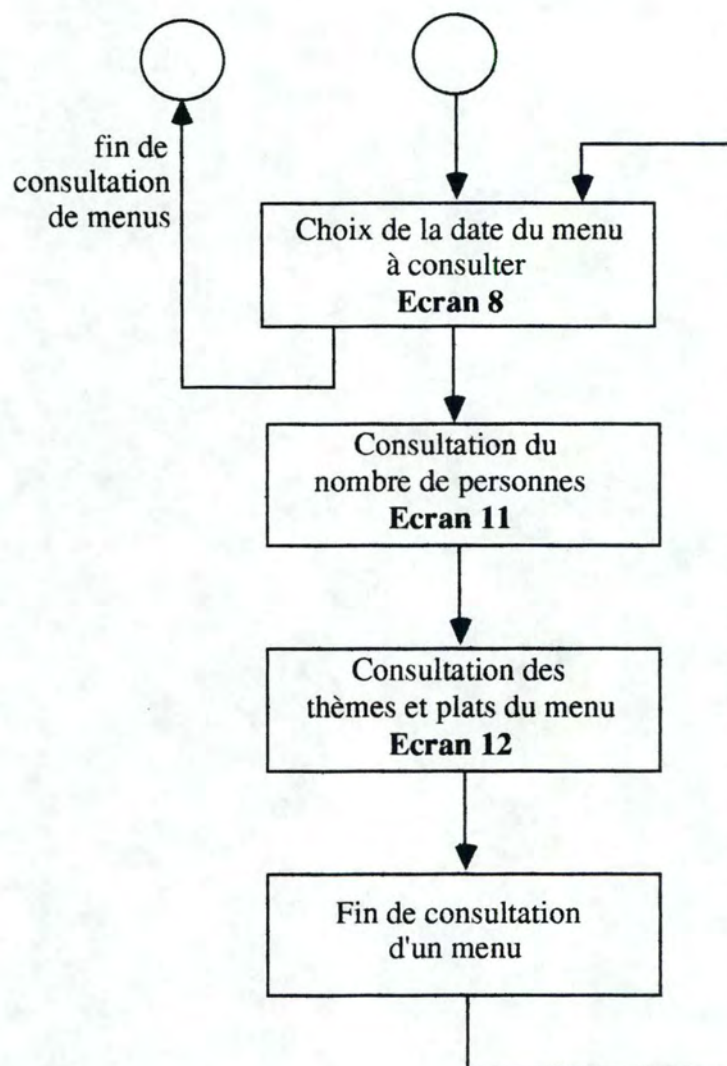 fin de
consultation
de menus
Choix de la date du menu
à consulter
Ecran 8
Consultation du
nombre de personnes
Ecran 11
Consultation des
thèmes et plats du menu
Ecran 12
Fin de consultation
d'un menu